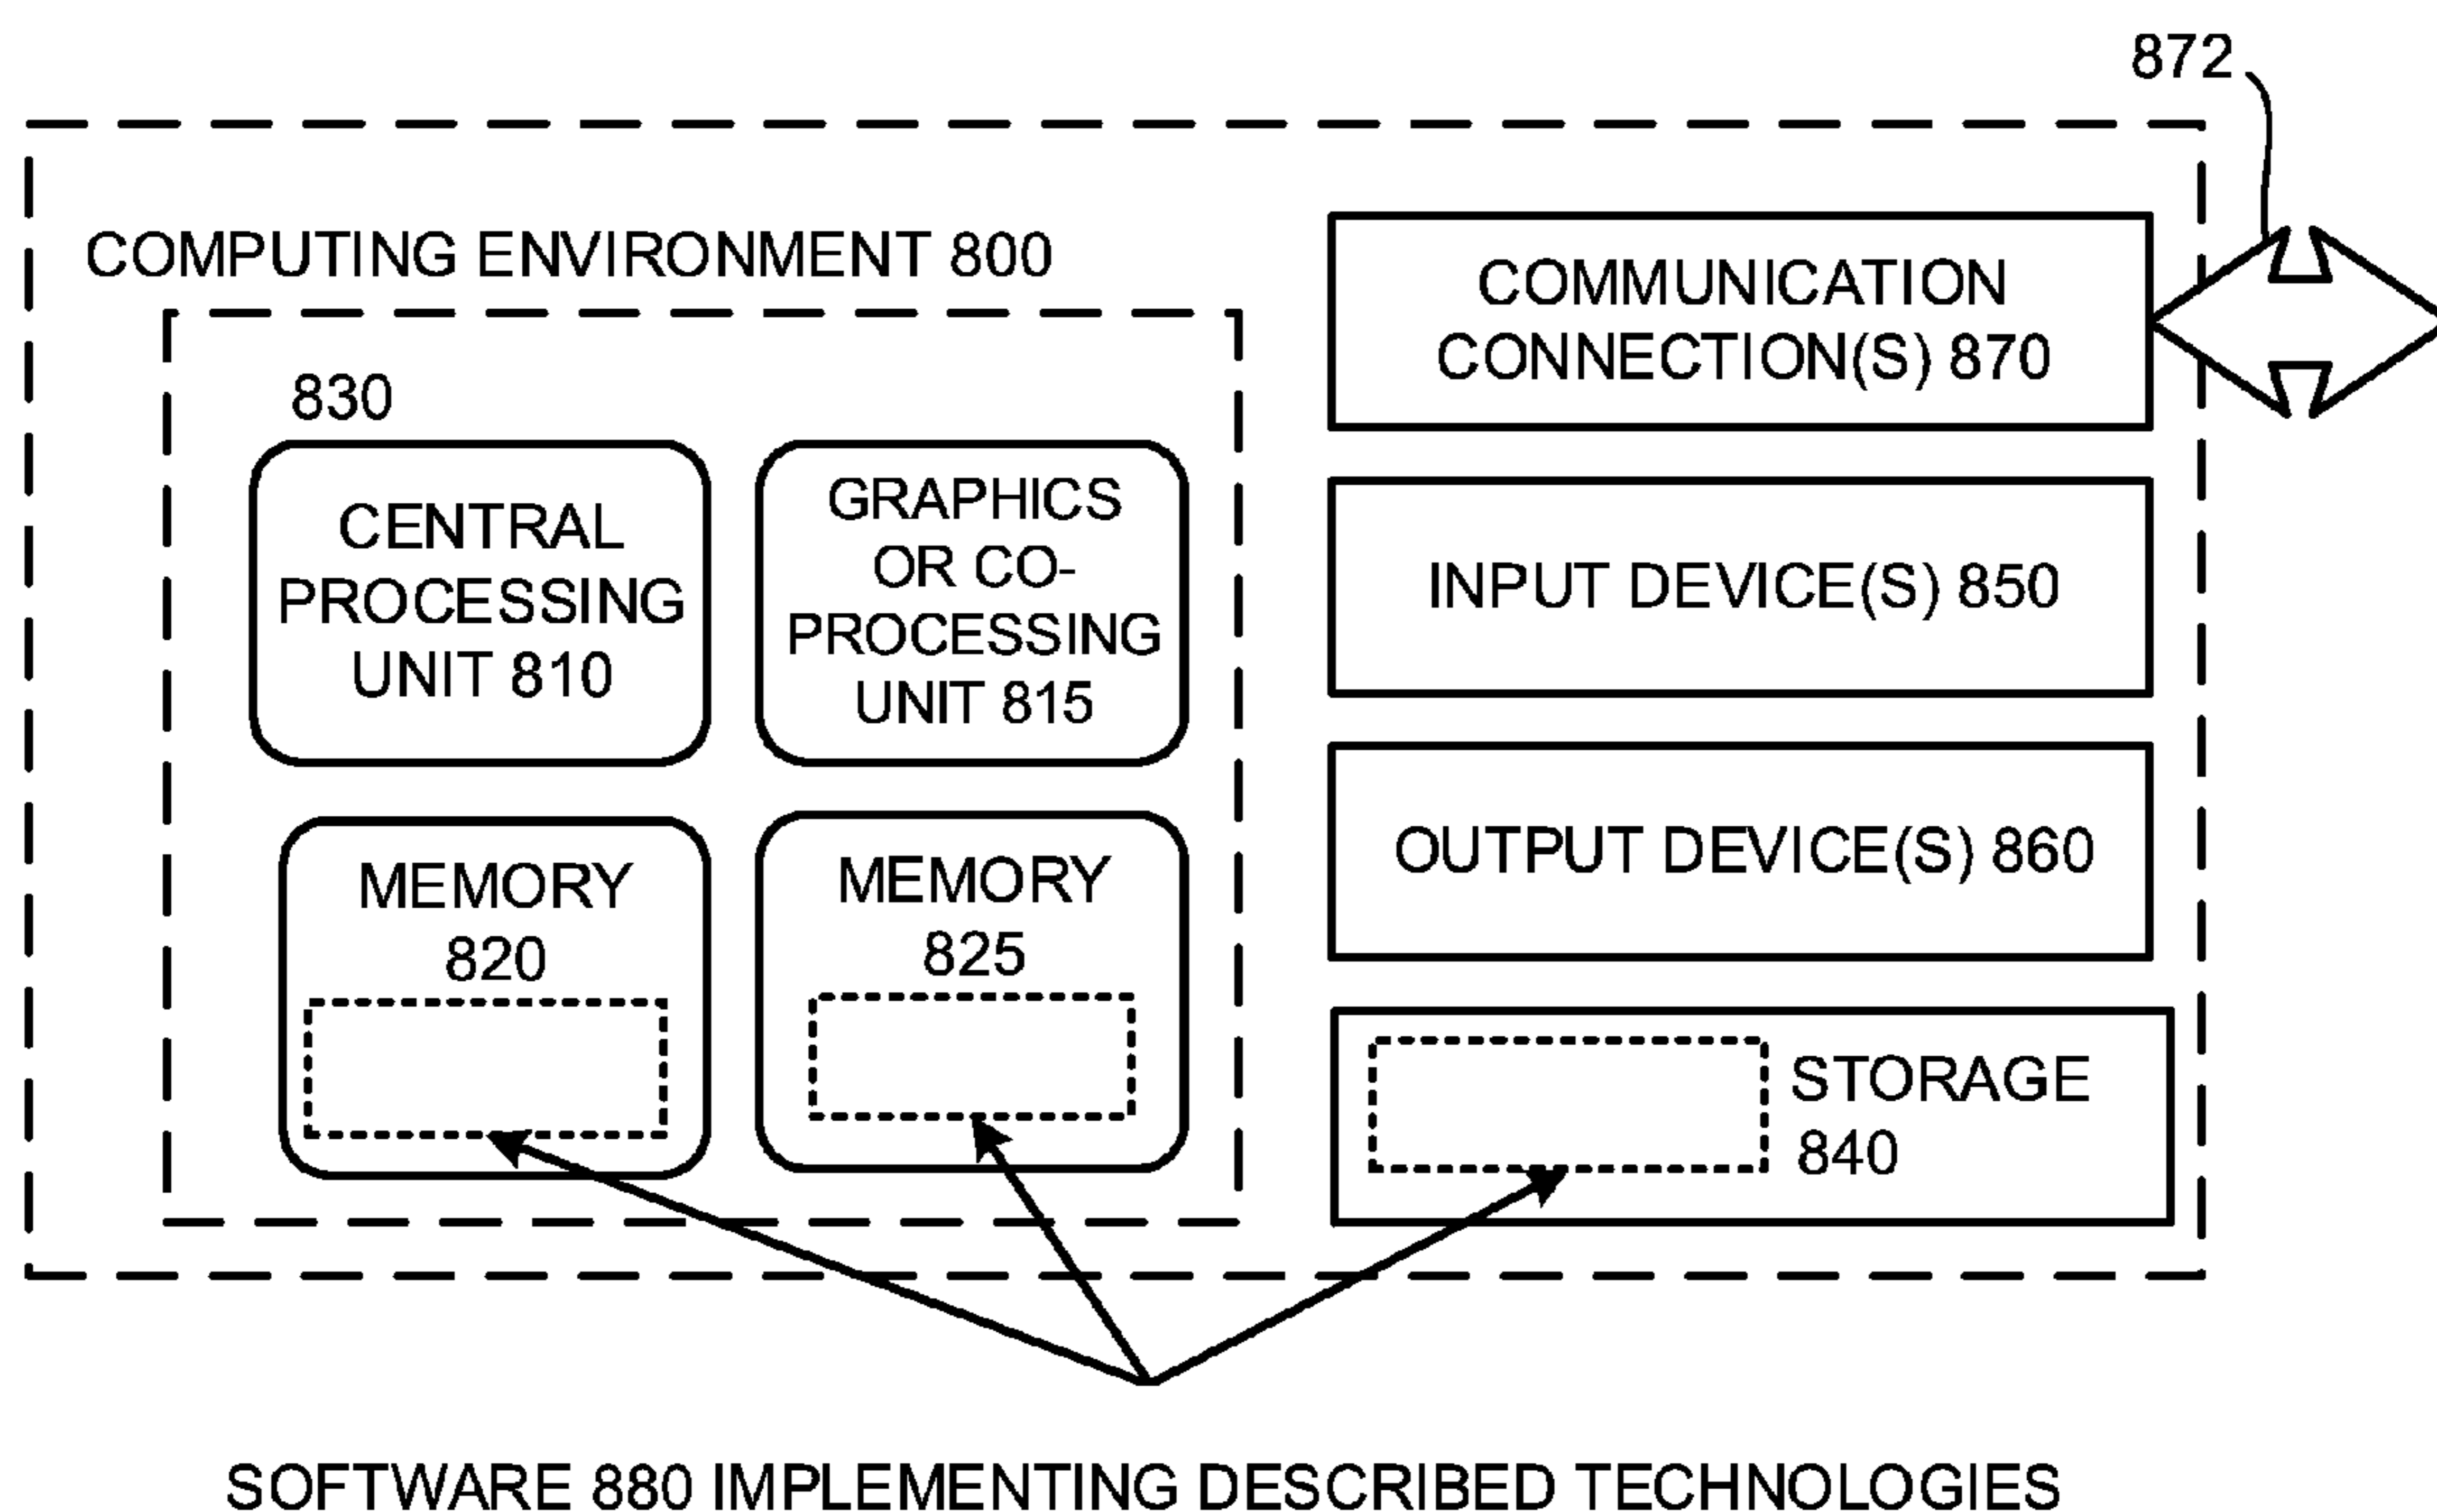 872
COMPUTING ENVIRONMENT 800
830
CENTRAL
PROCESSING
UNIT 810
GRAPHICS
OR CO-
PROCESSING
UNIT 815
MEMORY
820
MEMORY
825
COMMUNICATION
CONNECTION(S) 870
INPUT DEVICE(S) 850
OUTPUT DEVICE(S) 860
STORAGE
840
SOFTWARE 880 IMPLEMENTING DESCRIBED TECHNOLOGIES